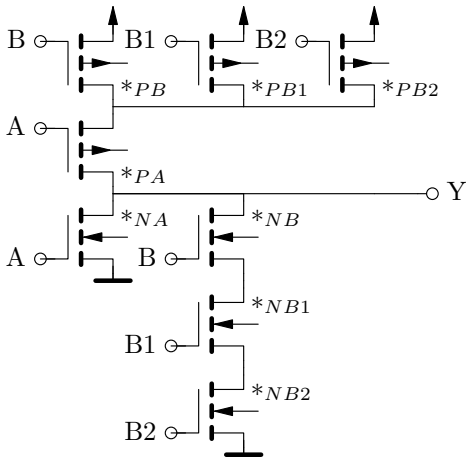 B B1 B2
*PB *PB1 *PB2
A
*PA
Y
*NA *NB
A B
*NB1
B1
*NB2
B2